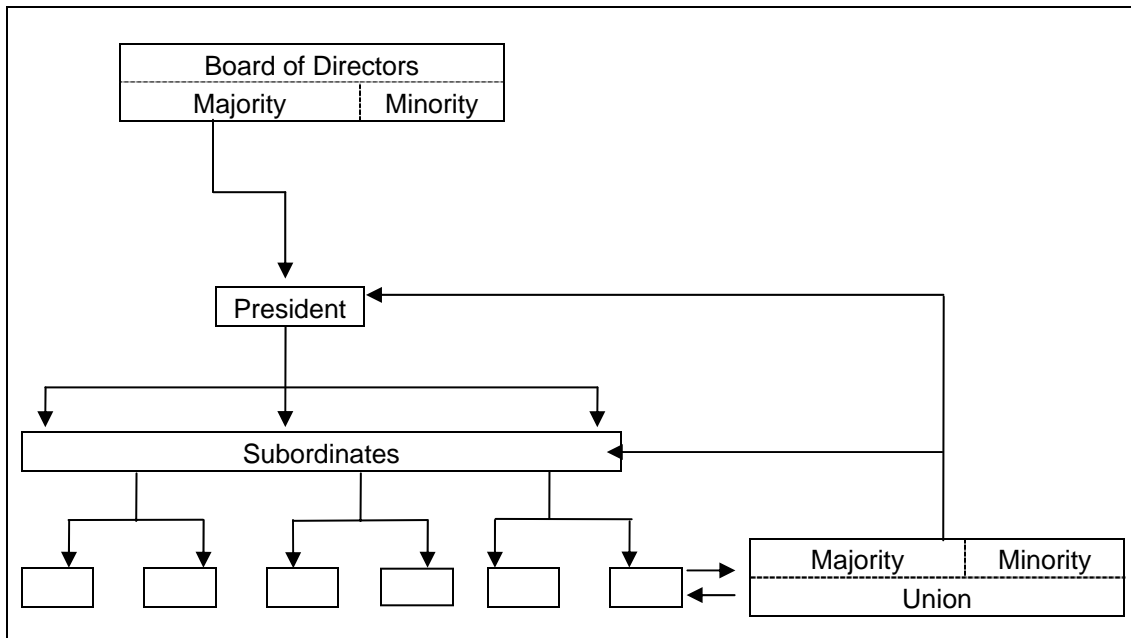 Board of Directors
Majority Minority
President
Subordinates
Majority Minority
Union